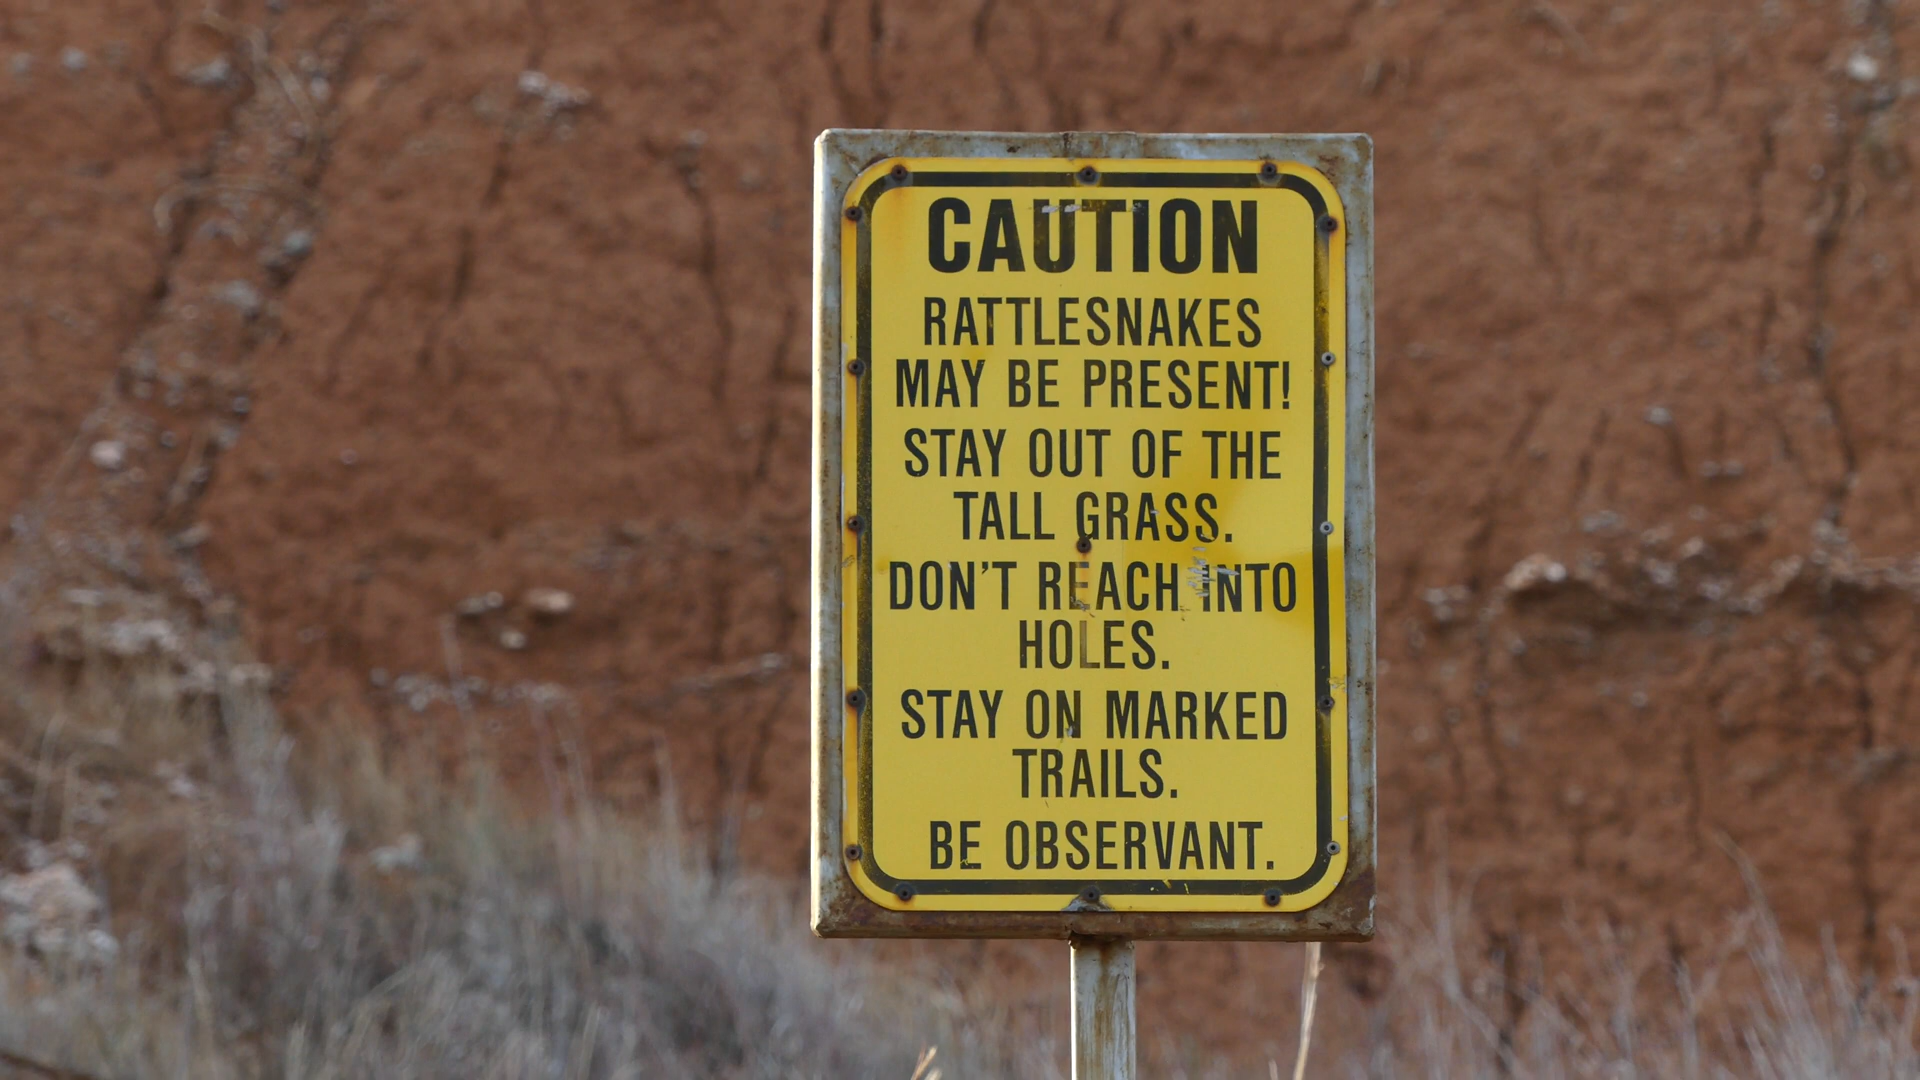 CAUTION
RATTLESNAKES
MAY BE PRESENT!
STAY OUT OF THE
TALL GRASS.
DON'T REACH INTO
HOLES.
STAY ON MARKED
TRAILS.
BE OBSERVANT.